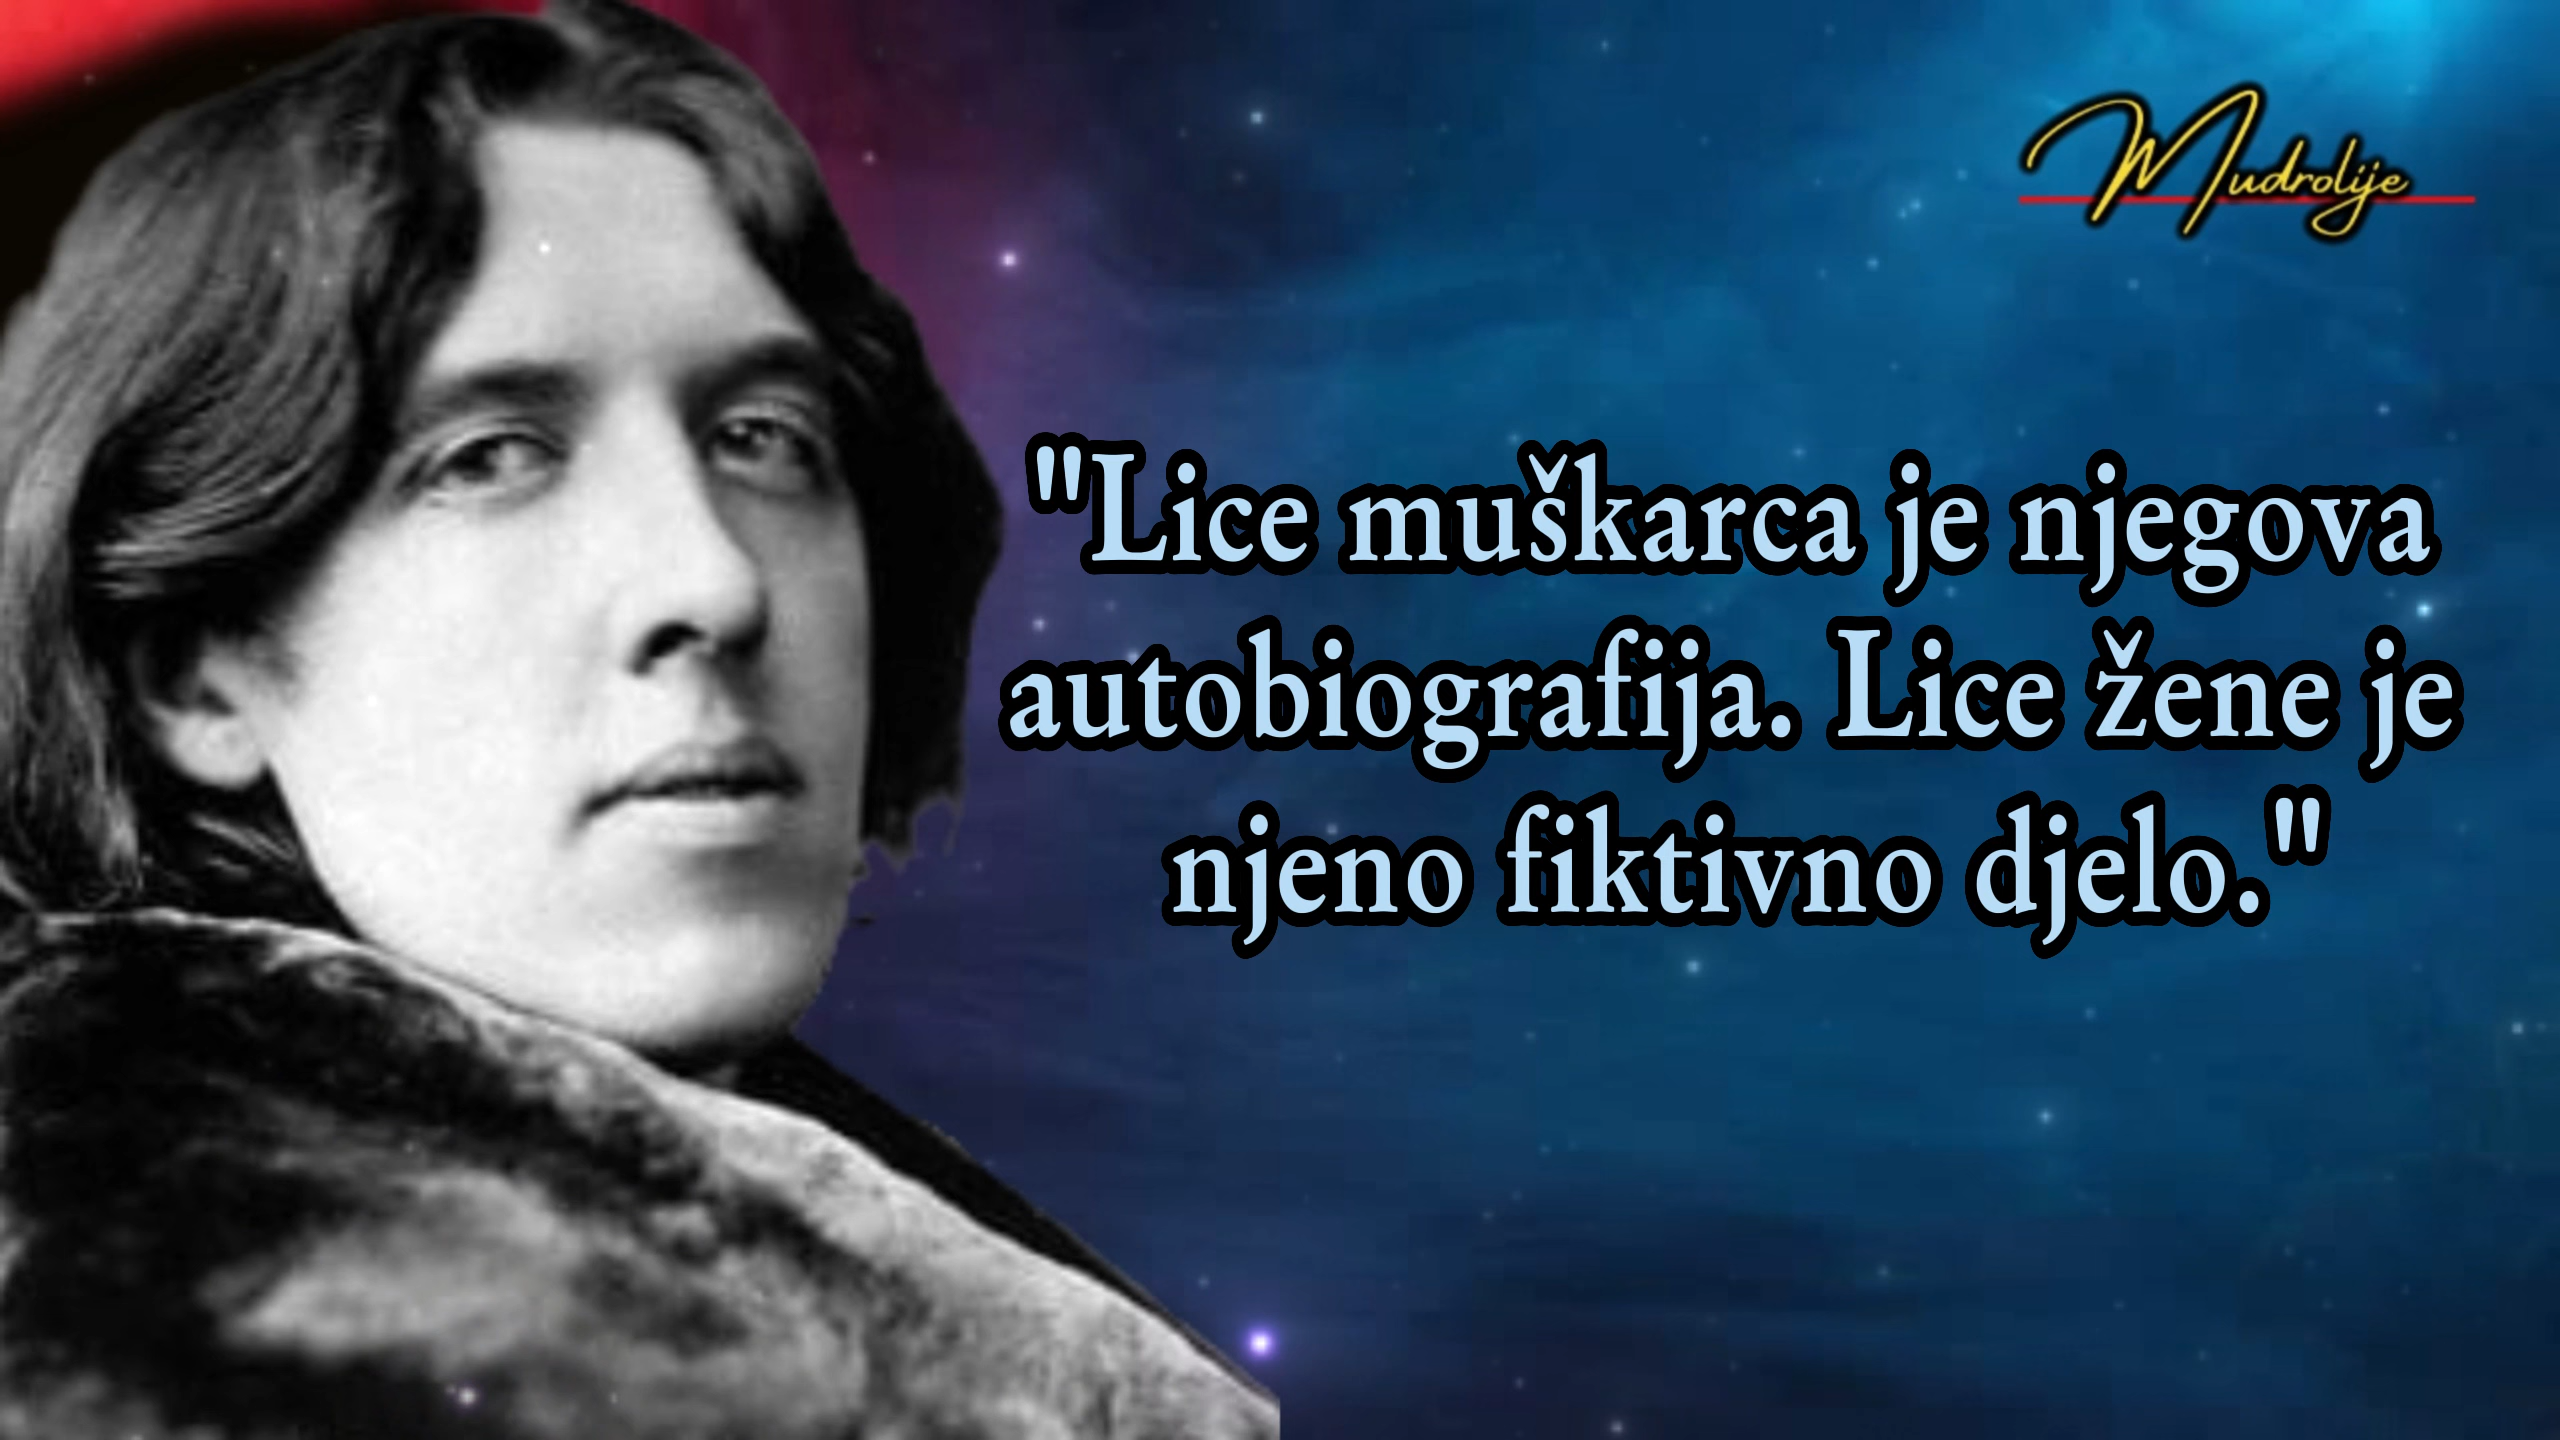 Mudrolije
"Lice muškarca je njegova
autobiografija. Lice žene je
njeno fiktivno djelo."